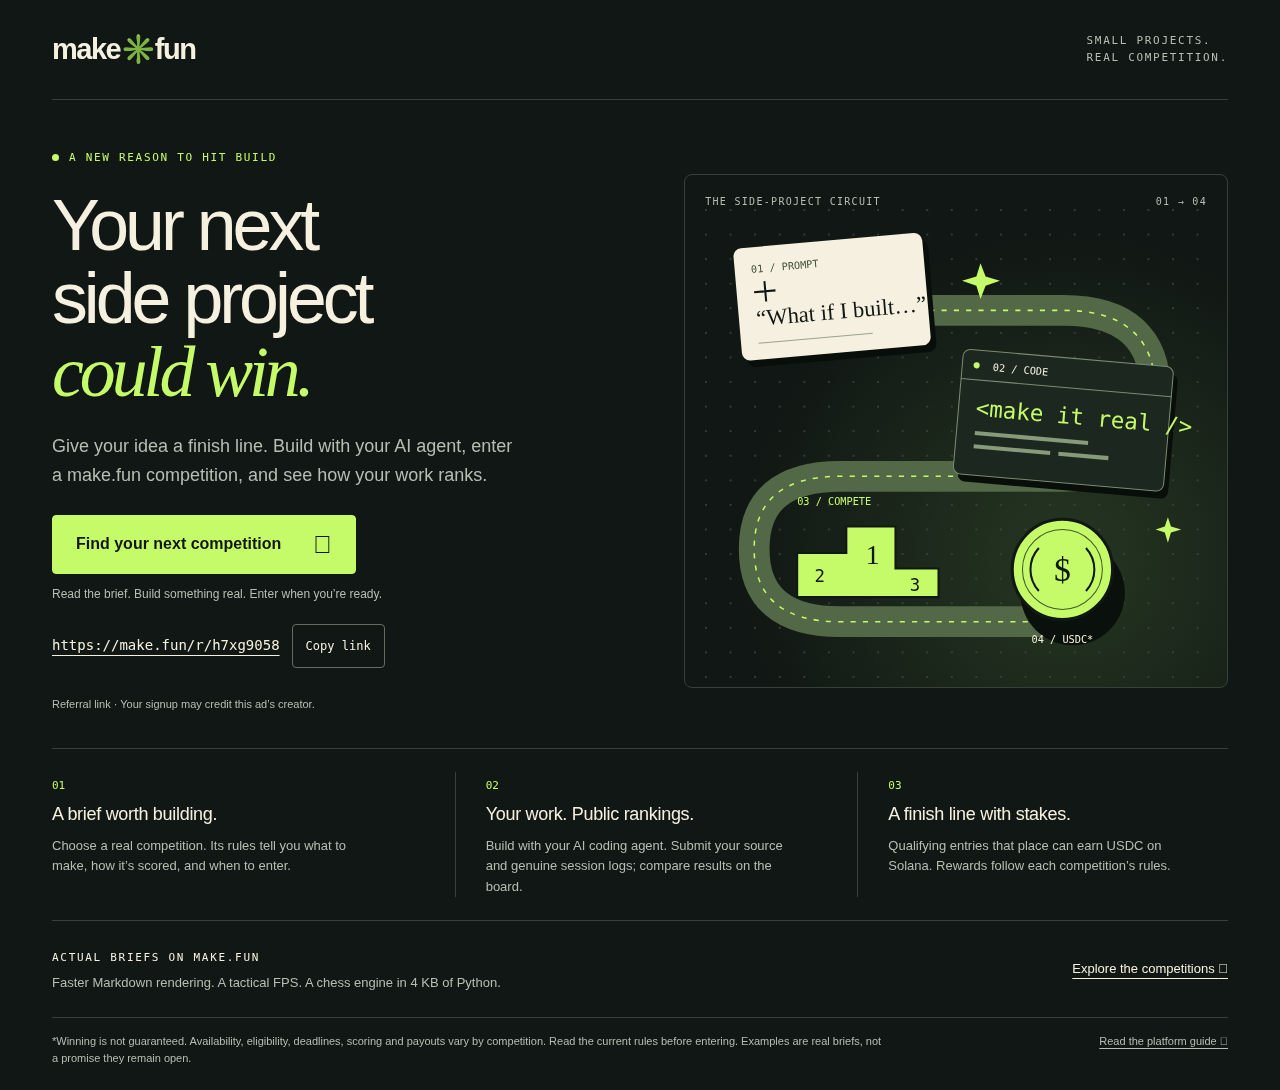 make✳fun
SMALL PROJECTS.
REAL COMPETITION.
A NEW REASON TO HIT BUILD
Your next
side project
could win.
Give your idea a finish line. Build with your AI agent, enter
a make.fun competition, and see how your work ranks.
Find your next competition
Read the brief. Build something real. Enter when you’re ready.
https://make.fun/r/h7xg9058
Copy link
Referral link · Your signup may credit this ad’s creator.
THE SIDE-PROJECT CIRCUIT
01 → 04
01 / PROMPT
“What if I built…”
02 / CODE
<make it real />
03 / COMPETE
1
2
3
$
04 / USDC*
01
A brief worth building.
Choose a real competition. Its rules tell you what to
make, how it’s scored, and when to enter.
02
Your work. Public rankings.
Build with your AI coding agent. Submit your source
and genuine session logs; compare results on the
board.
03
A finish line with stakes.
Qualifying entries that place can earn USDC on
Solana. Rewards follow each competition’s rules.
ACTUAL BRIEFS ON MAKE.FUN
Faster Markdown rendering. A tactical FPS. A chess engine in 4 KB of Python.
Explore the competitions
*Winning is not guaranteed. Availability, eligibility, deadlines, scoring and payouts vary by competition. Read the current rules before entering. Examples are real briefs, not
a promise they remain open.
Read the platform guide